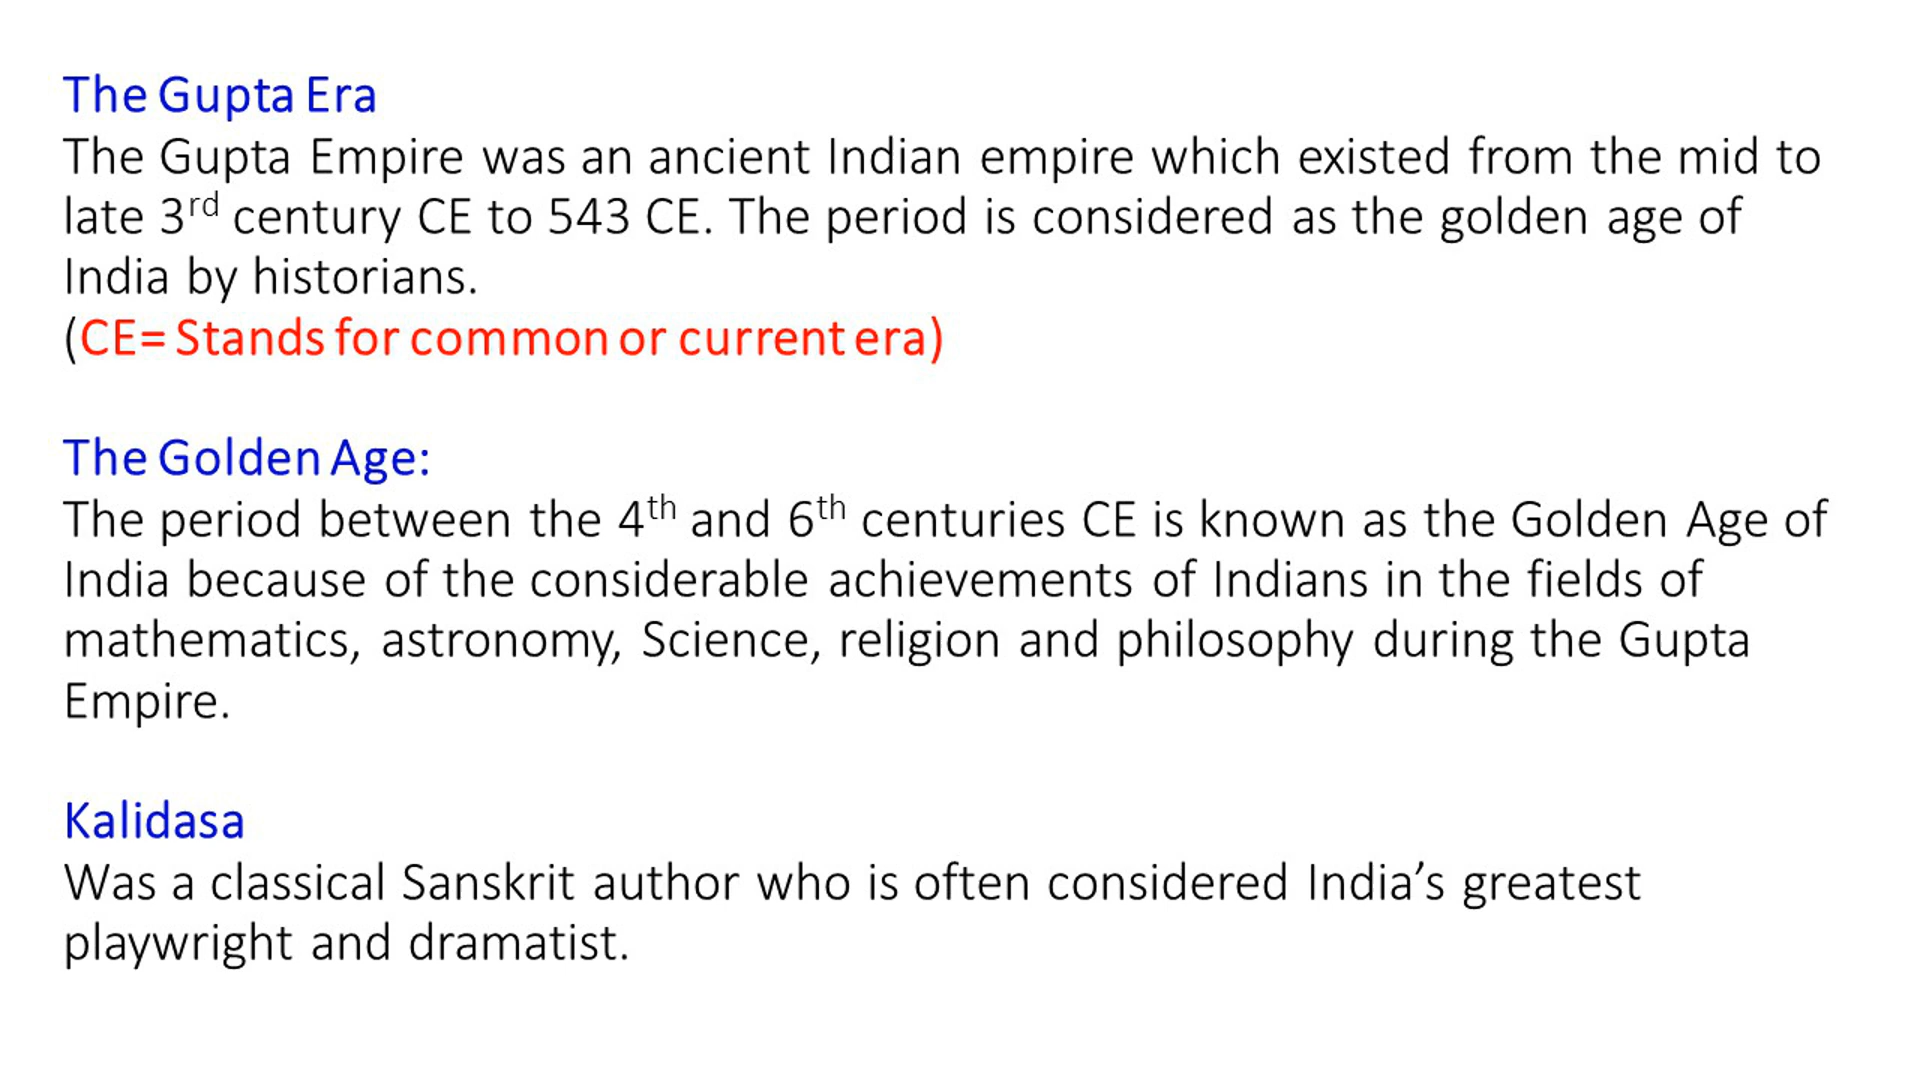 The Gupta Era
The Gupta Empire was an ancient Indian empire which existed from the mid to
late 3rd century CE to 543 CE. The period is considered as the golden age of
India by historians.
(CE= Stands for common or current era)
The Golden Age:
The period between the 4th and 6th centuries CE is known as the Golden Age of
India because of the considerable achievements of Indians in the fields of
mathematics, astronomy, Science, religion and philosophy during the Gupta
Empire.
Kalidasa
Was a classical Sanskrit author who is often considered India’s greatest
playwright and dramatist.